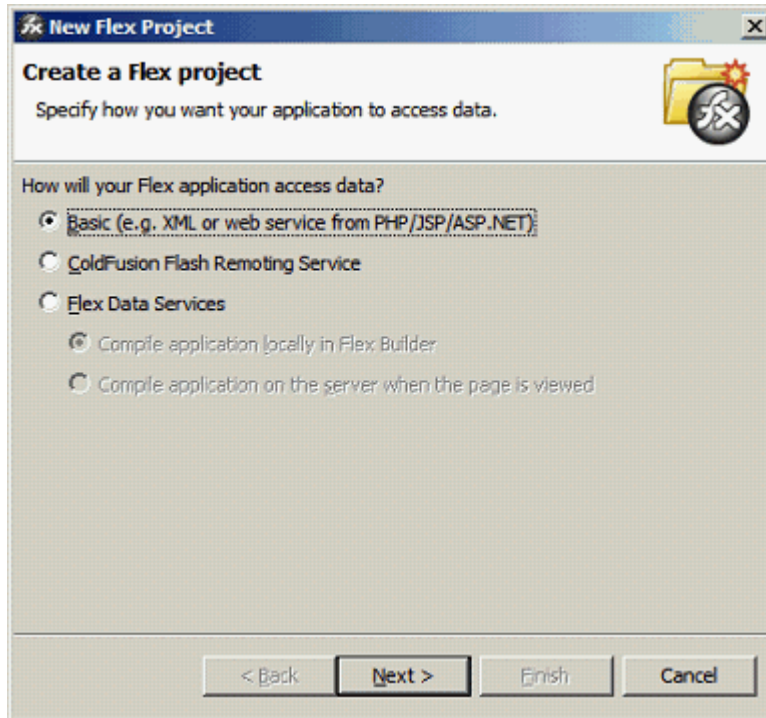 New Flex Project
Create a Flex project
Specify how you want your application to access data.
How will your Flex application access data?
Basic (e.g. XML or web service from PHP/JSP/ASP.NET)
ColdFusion Flash Remoting Service
Flex Data Services
Compile application locally in Flex Builder
Compile application on the server when the page is viewed
< Back Next > Finish Cancel